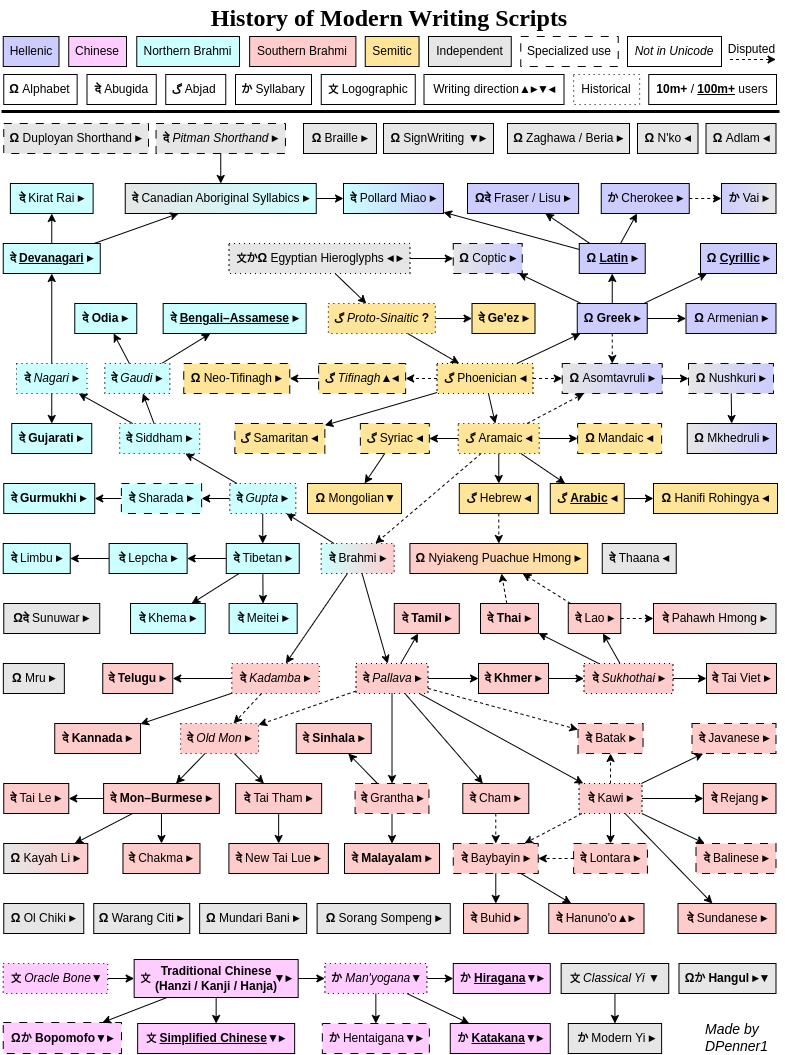 History of Modern Writing Scripts
Hellenic Chinese Northern Brahmi Southern Brahmi Semitic Independent Specialized use Not in Unicode Disputed
Ω Alphabet दे Abugida گ Abjad か Syllabary 文 Logographic Writing direction▲▶▼◀ Historical 10m+ / 100m+ users
Ω Duployan Shorthand ▶ दे Pitman Shorthand ▶ Ω Braille ▶ Ω SignWriting ▼▶ Ω Zaghawa / Beria ▶ Ω N'ko ◀ Ω Adlam ◀
दे Kirat Rai ▶ दे Canadian Aboriginal Syllabics ▶ दे Pollard Miao ▶ Ωदे Fraser / Lisu ▶ か Cherokee ▶ か Vai ▶
दे Devanagari ▶ 文かΩ Egyptian Hieroglyphs ◀▶ Ω Coptic ▶ Ω Latin ▶ Ω Cyrillic ▶
दे Odia ▶ दे Bengali–Assamese ▶ گ Proto-Sinaitic ? दे Ge'ez ▶ Ω Greek ▶ Ω Armenian ▶
दे Nagari ▶ दे Gaudi ▶ Ω Neo-Tifinagh ▶ گ Tifinagh▲◀ گ Phoenician ◀ Ω Asomtavruli ▶ Ω Nushkuri ▶
दे Gujarati ▶ दे Siddham ▶ گ Samaritan ◀ گ Syriac ◀ گ Aramaic ◀ Ω Mandaic ◀ Ω Mkhedruli ▶
दे Gurmukhi ▶ दे Sharada ▶ दे Gupta ▶ Ω Mongolian▼ گ Hebrew ◀ گ Arabic ◀ Ω Hanifi Rohingya ◀
दे Limbu ▶ दे Lepcha ▶ दे Tibetan ▶ दे Brahmi ▶ Ω Nyiakeng Puachue Hmong ▶ दे Thaana ◀
Ωदे Sunuwar ▶ दे Khema ▶ दे Meitei ▶ दे Tamil ▶ दे Thai ▶ दे Lao ▶ दे Pahawh Hmong ▶
Ω Mru ▶ दे Telugu ▶ दे Kadamba ▶ दे Pallava ▶ दे Khmer ▶ दे Sukhothai ▶ दे Tai Viet ▶
दे Kannada ▶ दे Old Mon ▶ दे Sinhala ▶ दे Batak ▶ दे Javanese ▶
दे Tai Le ▶ दे Mon–Burmese ▶ दे Tai Tham ▶ दे Grantha ▶ दे Cham ▶ दे Kawi ▶ दे Rejang ▶
Ω Kayah Li ▶ दे Chakma ▶ दे New Tai Lue ▶ दे Malayalam ▶ दे Baybayin ▶ दे Lontara ▶ दे Balinese ▶
Ω Ol Chiki ▶ Ω Warang Citi ▶ Ω Mundari Bani ▶ Ω Sorang Sompeng ▶ दे Buhid ▶ दे Hanuno'o▲▶ दे Sundanese ▶
文 Oracle Bone▼ 文 Traditional Chinese ▼▶ か Man'yogana▼ か Hiragana▼▶ 文 Classical Yi ▼ Ωか Hangul ▶▼
(Hanzi / Kanji / Hanja)
Ωか Bopomofo▼▶ 文 Simplified Chinese▼▶ か Hentaigana▼ か Katakana▼▶ か Modern Yi ▶ Made by
DPenner1